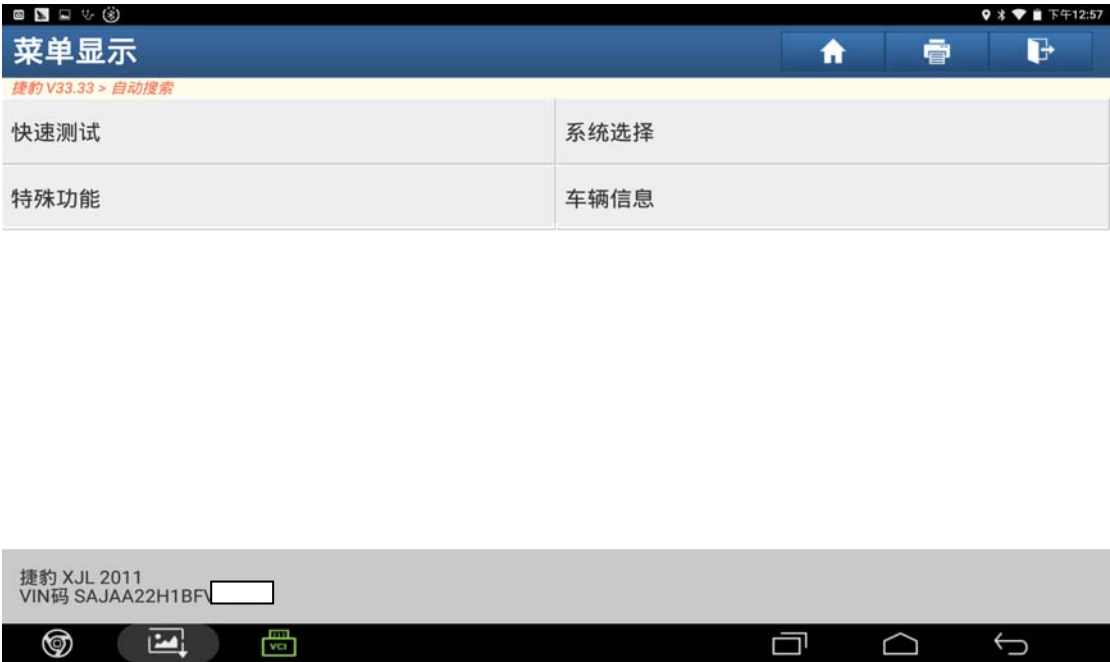 下午12:57
菜单显示
捷豹 V33.33 > 自动搜索
快速测试
系统选择
特殊功能
车辆信息
捷豹 XJL 2011
VIN码 SAJAA22H1BFV
VCI